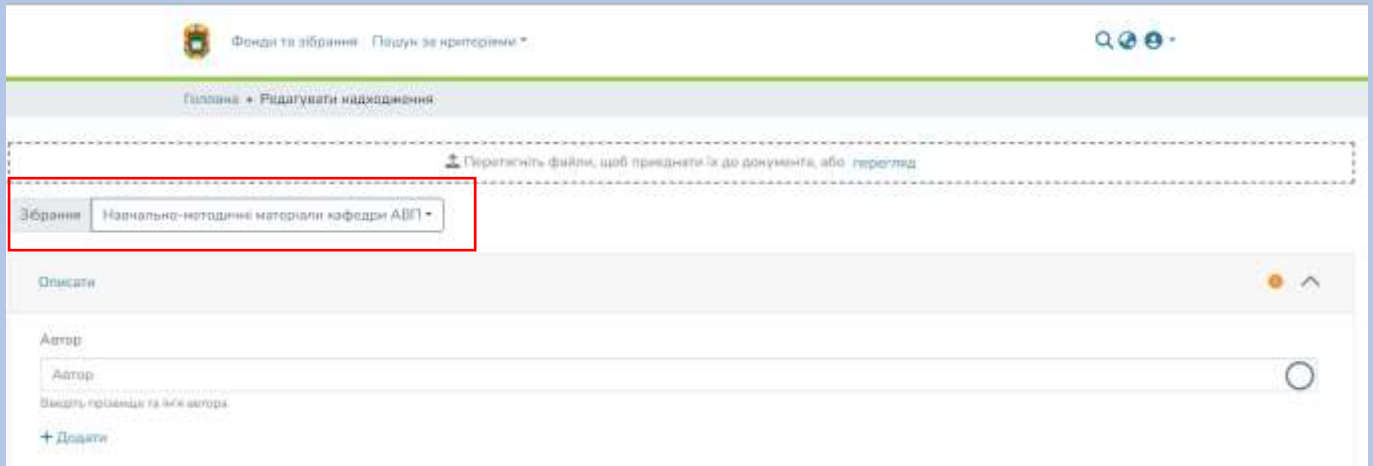 Фонди та зібрання Пошук за критеріями
Головна • Редагувати надходження
Перетягніть файли, щоб приєднати їх до документа, або перегляд
Зібрання Навчально-методичні матеріали кафедри АВП
Описати
Автор
Автор
Введіть прізвище та ім'я автора
+ Додати